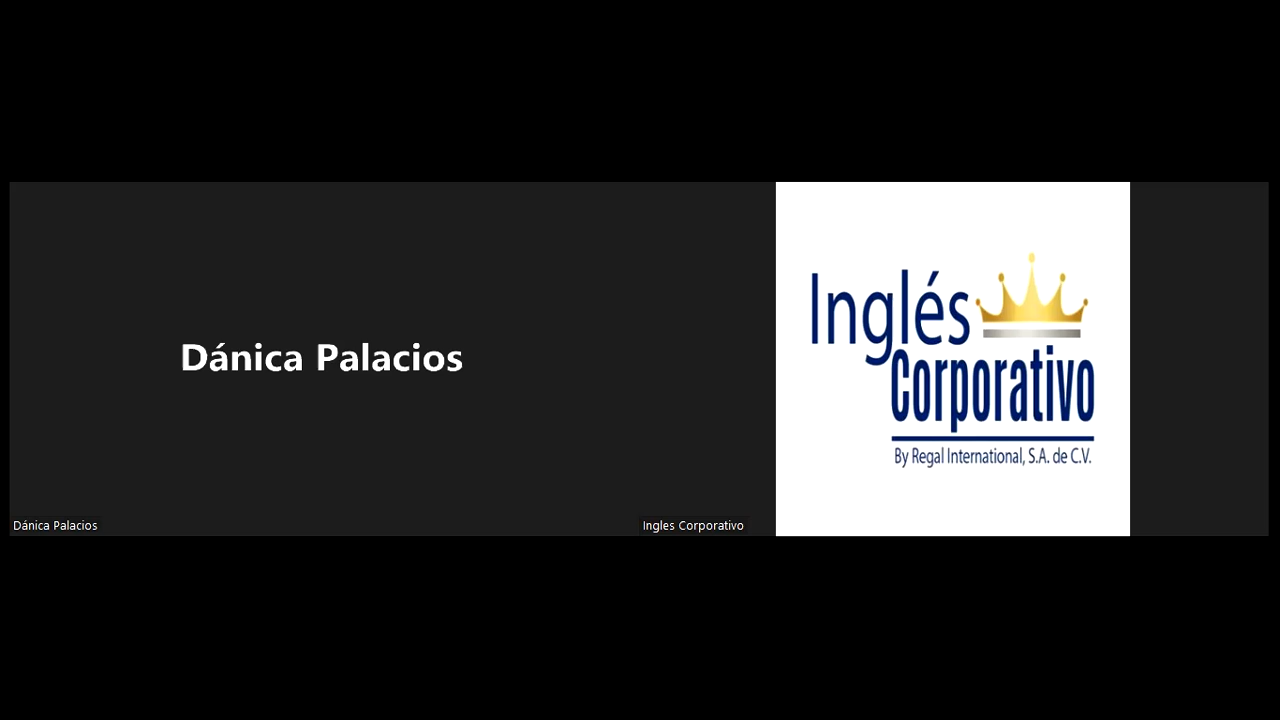 Dánica Palacios
Inglés
Corporativo
By Regal International, S.A. de C.V.
Dánica Palacios
Ingles Corporativo